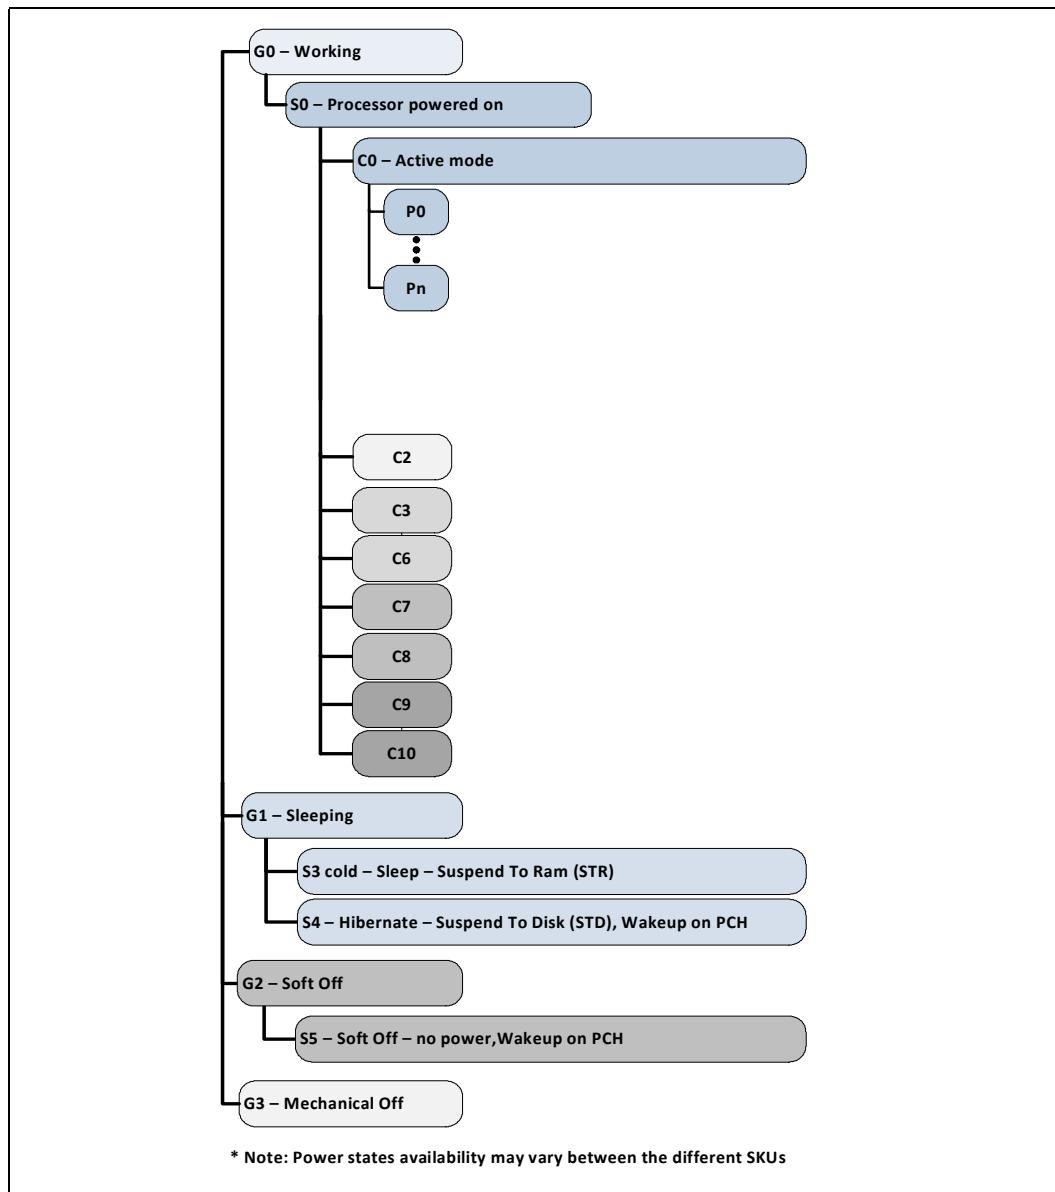 G0 – Working
S0 – Processor powered on
C0 – Active mode
P0
Pn
C2
C3
C6
C7
C8
C9
C10
G1 – Sleeping
S3 cold – Sleep – Suspend To Ram (STR)
S4 – Hibernate – Suspend To Disk (STD), Wakeup on PCH
G2 – Soft Off
S5 – Soft Off – no power,Wakeup on PCH
G3 – Mechanical Off
* Note: Power states availability may vary between the different SKUs